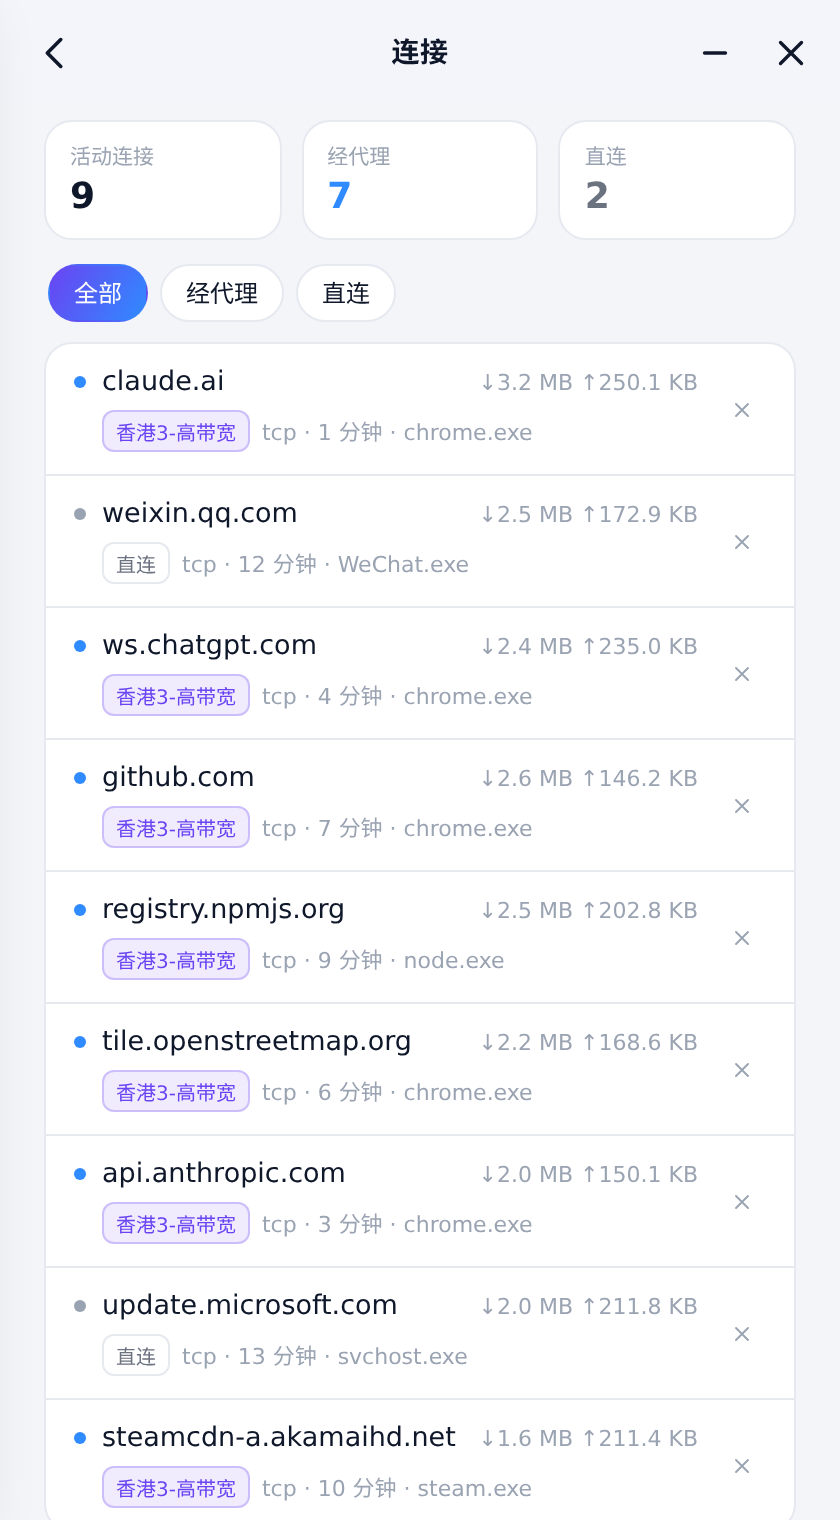 连接
活动连接 经代理 直连
9 7 2
全部 经代理 直连
claude.ai ↓3.2 MB ↑250.1 KB
香港3-高带宽 tcp · 1 分钟 · chrome.exe ×
weixin.qq.com ↓2.5 MB ↑172.9 KB
直连 tcp · 12 分钟 · WeChat.exe ×
ws.chatgpt.com ↓2.4 MB ↑235.0 KB
香港3-高带宽 tcp · 4 分钟 · chrome.exe ×
github.com ↓2.6 MB ↑146.2 KB
香港3-高带宽 tcp · 7 分钟 · chrome.exe ×
registry.npmjs.org ↓2.5 MB ↑202.8 KB
香港3-高带宽 tcp · 9 分钟 · node.exe ×
tile.openstreetmap.org ↓2.2 MB ↑168.6 KB
香港3-高带宽 tcp · 6 分钟 · chrome.exe ×
api.anthropic.com ↓2.0 MB ↑150.1 KB
香港3-高带宽 tcp · 3 分钟 · chrome.exe ×
update.microsoft.com ↓2.0 MB ↑211.8 KB
直连 tcp · 13 分钟 · svchost.exe ×
steamcdn-a.akamaihd.net ↓1.6 MB ↑211.4 KB
香港3-高带宽 tcp · 10 分钟 · steam.exe ×